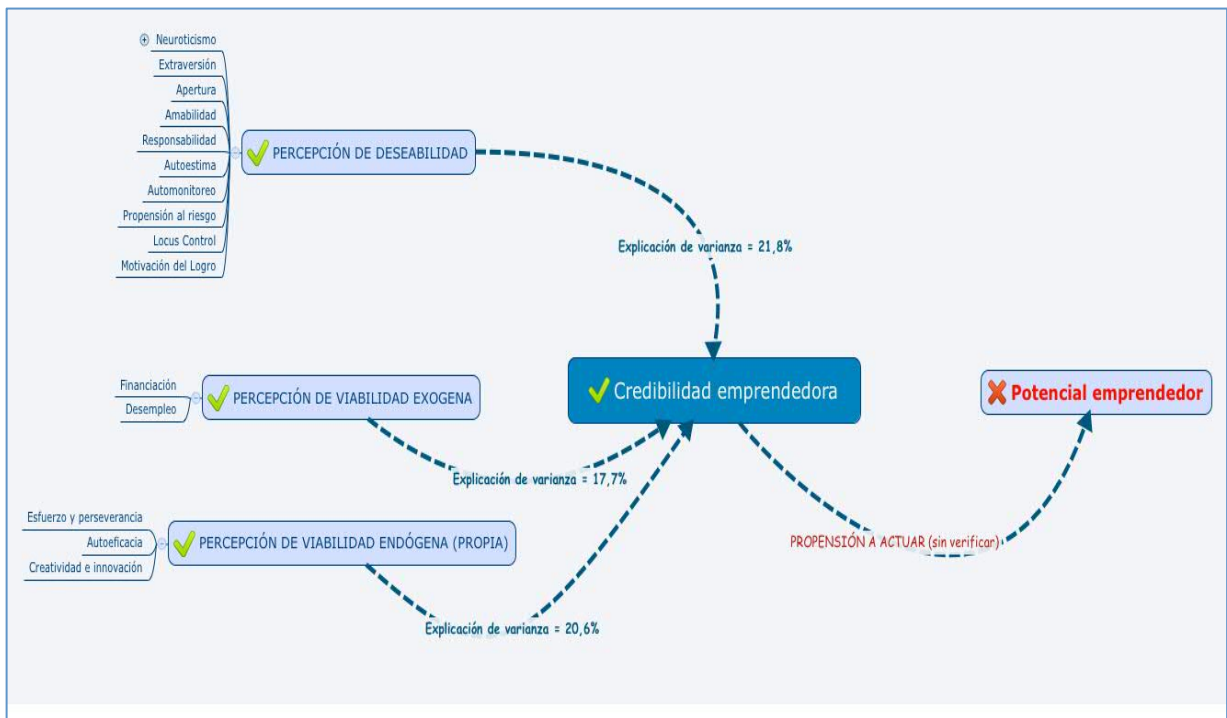 Neuroticismo
Extraversión
Apertura
Amabilidad
Responsabilidad
Autoestima
Automonitoreo
Propensión al riesgo
Locus Control
Motivación del Logro
PERCEPCIÓN DE DESEABILIDAD
Explicación de varianza = 21,8%
Financiación
Desempleo
PERCEPCIÓN DE VIABILIDAD EXOGENA
Credibilidad emprendedora
Potencial emprendedor
Explicación de varianza = 17,7%
Esfuerzo y perseverancia
Autoeficacia
Creatividad e innovación
PERCEPCIÓN DE VIABILIDAD ENDÓGENA (PROPIA)
PROPENSIÓN A ACTUAR (sin verificar)
Explicación de varianza = 20,6%